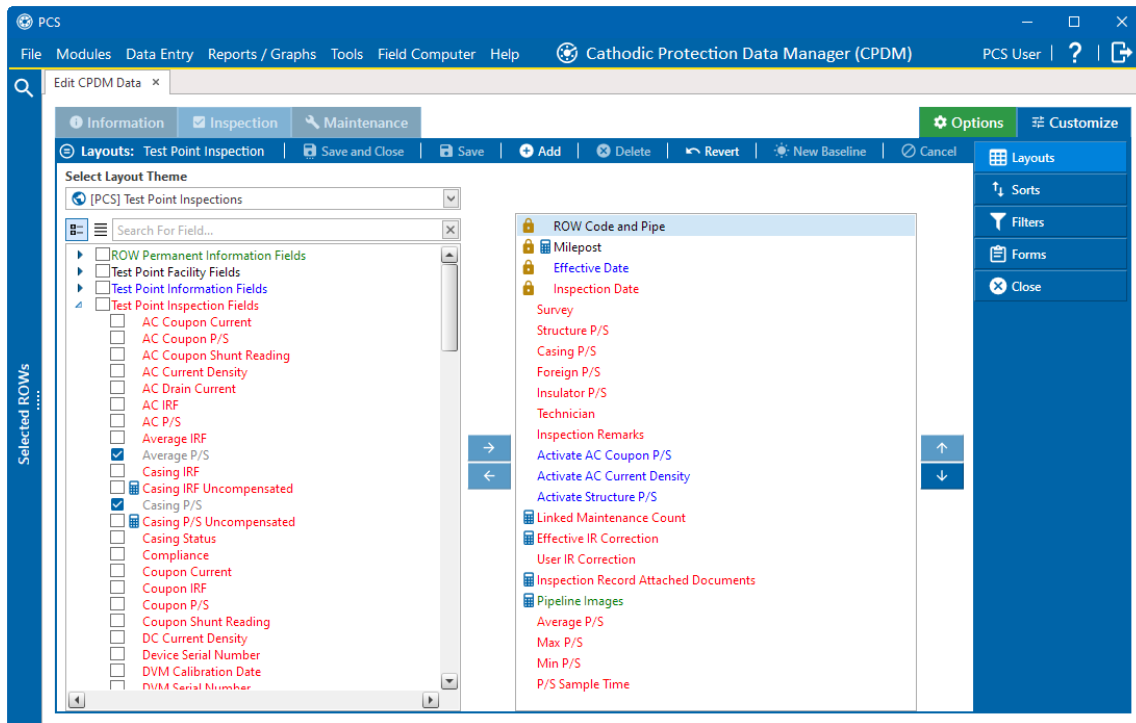 PCS
File Modules Data Entry Reports / Graphs Tools Field Computer Help Cathodic Protection Data Manager (CPDM) PCS User | ? |
Edit CPDM Data ×
Information Inspection Maintenance Options Customize
Layouts: Test Point Inspection | Save and Close | Save | Add | Delete | Revert | New Baseline | Cancel
Layouts
Sorts
Filters
Forms
Close
Selected ROWs
Select Layout Theme
[PCS] Test Point Inspections
Search For Field...
ROW Permanent Information Fields
Test Point Facility Fields
Test Point Information Fields
Test Point Inspection Fields
AC Coupon Current
AC Coupon P/S
AC Coupon Shunt Reading
AC Current Density
AC Drain Current
AC IRF
AC P/S
Average IRF
Average P/S
Casing IRF
Casing IRF Uncompensated
Casing P/S
Casing P/S Uncompensated
Casing Status
Compliance
Coupon Current
Coupon IRF
Coupon P/S
Coupon Shunt Reading
DC Current Density
Device Serial Number
DVM Calibration Date
DVM Serial Number
ROW Code and Pipe
Milepost
Effective Date
Inspection Date
Survey
Structure P/S
Casing P/S
Foreign P/S
Insulator P/S
Technician
Inspection Remarks
Activate AC Coupon P/S
Activate AC Current Density
Activate Structure P/S
Linked Maintenance Count
Effective IR Correction
User IR Correction
Inspection Record Attached Documents
Pipeline Images
Average P/S
Max P/S
Min P/S
P/S Sample Time